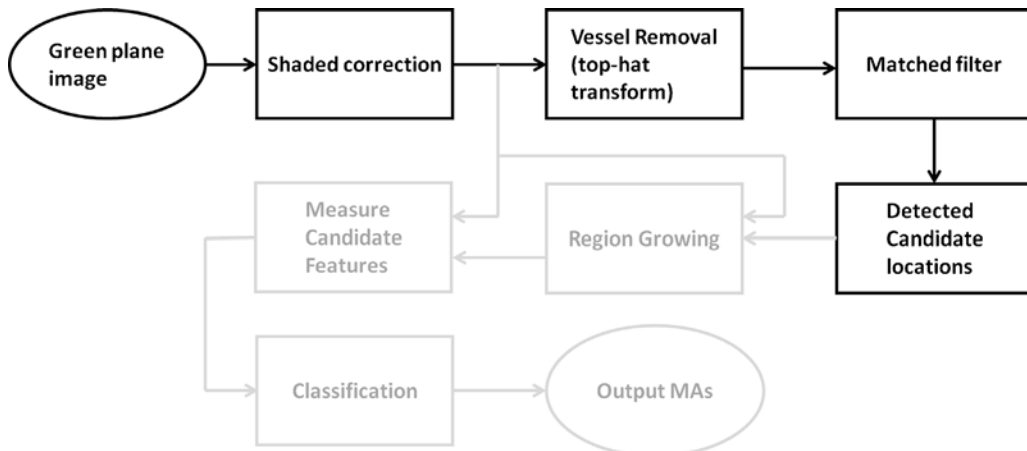 Green plane
image
Shaded correction
Vessel Removal
(top-hat
transform)
Matched filter
Measure
Candidate
Features
Region Growing
Detected
Candidate
locations
Classification
Output MAs